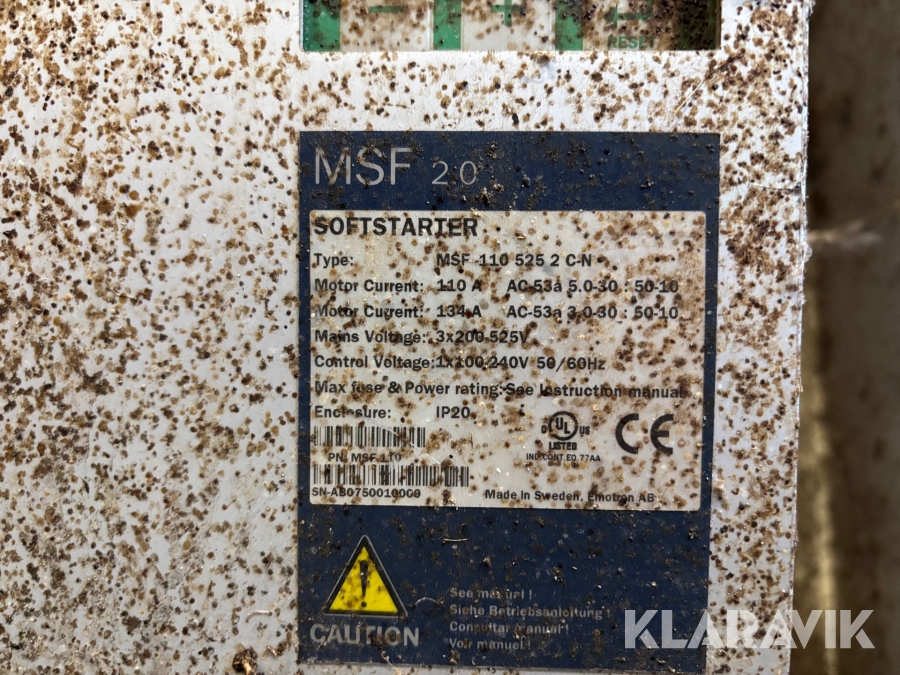 RESET
MSF 2.0
SOFTSTARTER
Type: MSF -110 525 2 C-N
Motor Current: 110 A AC-53a 5.0-30 : 50-10
Motor Current: 134 A AC-53a 3.0-30 : 50-10
Mains Voltage: 3x200-525V
Control Voltage: 1x100-240V 50/60Hz
Max fuse & Power rating: See Instruction manual
Enclosure: IP20
C UL US
LISTED
IND.CONT.EQ.77AA
CE
PN. MSF-110
Made in Sweden, Emotron AB
CAUTION
See manual !
Siehe Betriebsanleitung !
Consultar manual !
Voir manuel !
KLARAVIK